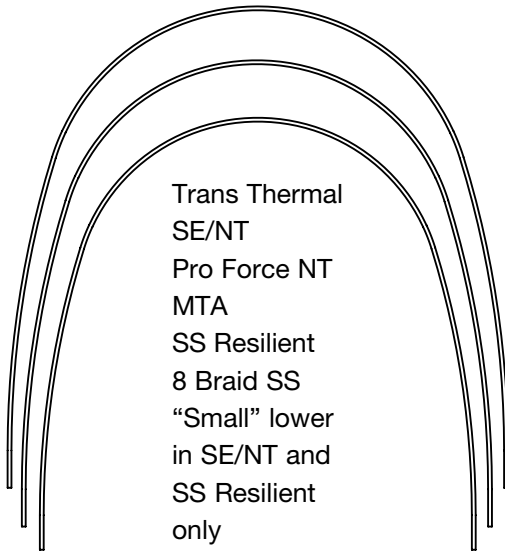 Trans Thermal
SE/NT
Pro Force NT
MTA
SS Resilient
8 Braid SS
“Small” lower
in SE/NT and
SS Resilient
only